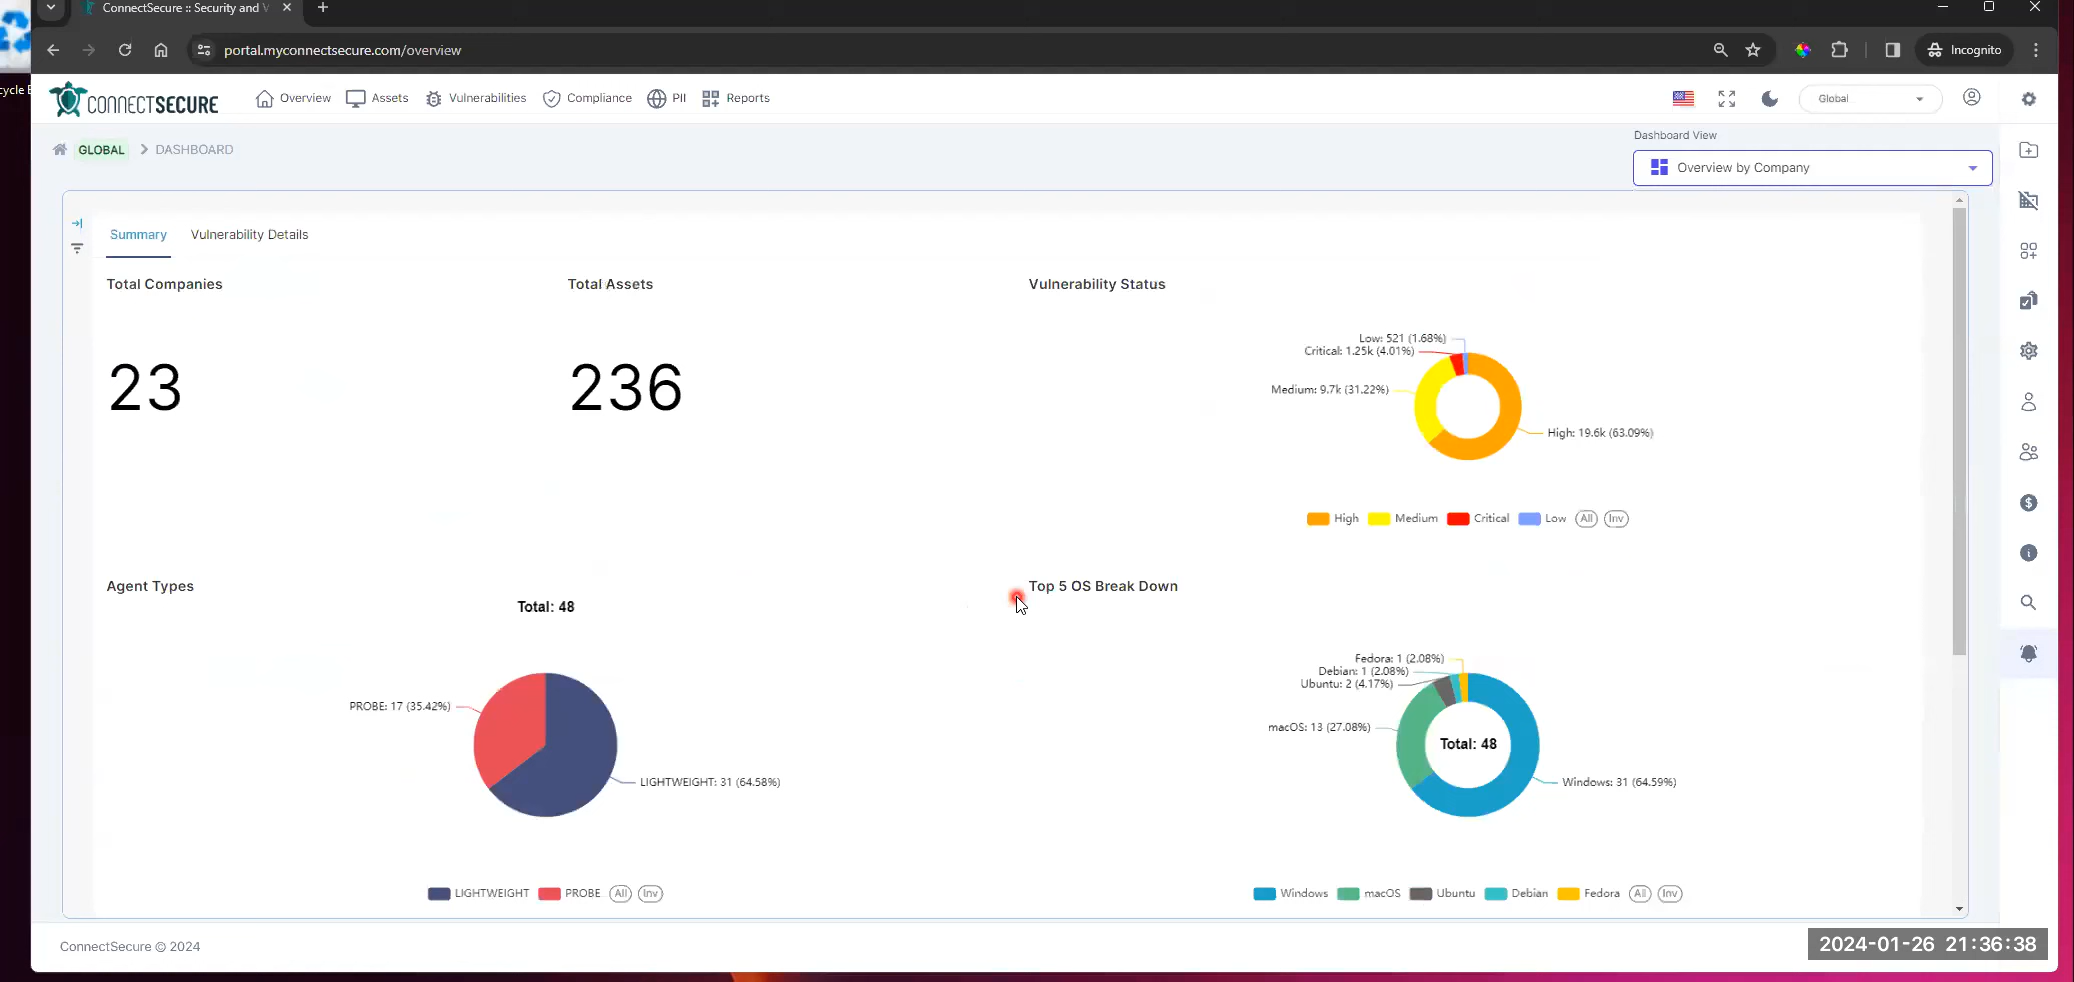 ConnectSecure :: Security and V
portal.myconnectsecure.com/overview
Incognito
cycle
CONNECTSECURE
Overview
Assets
Vulnerabilities
Compliance
PII
Reports
Global
GLOBAL
DASHBOARD
Dashboard View
Overview by Company
Summary
Vulnerability Details
Total Companies
Total Assets
Vulnerability Status
23
236
Low: 521 (1.68%)
Critical: 1.25k (4.01%)
Medium: 9.7k (31.22%)
High: 19.6k (63.09%)
High
Medium
Critical
Low
All
Inv
Agent Types
Top 5 OS Break Down
Total: 48
PROBE: 17 (35.42%)
LIGHTWEIGHT: 31 (64.58%)
Fedora: 1 (2.08%)
Debian: 1 (2.08%)
Ubuntu: 2 (4.17%)
macOS: 13 (27.08%)
Total: 48
Windows: 31 (64.59%)
LIGHTWEIGHT
PROBE
All
Inv
Windows
macOS
Ubuntu
Debian
Fedora
All
Inv
ConnectSecure © 2024
2024-01-26 21:36:38